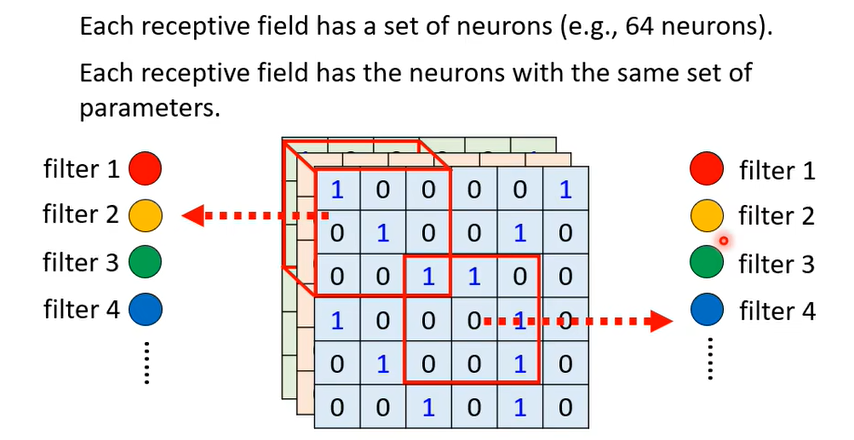 Each receptive field has a set of neurons (e.g., 64 neurons).
Each receptive field has the neurons with the same set of
parameters.
filter 1
filter 2
filter 3
filter 4
1 0 0 0 0 1
0 1 0 0 1 0
0 0 1 1 0 0
1 0 0 0 1 0
0 1 0 0 1 0
0 0 1 0 1 0
filter 1
filter 2
filter 3
filter 4